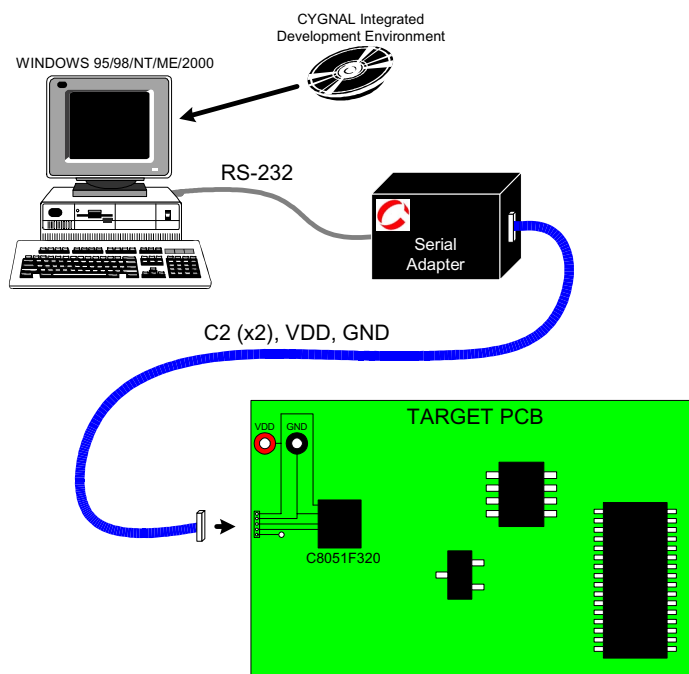 CYGNAL Integrated
Development Environment
WINDOWS 95/98/NT/ME/2000
RS-232
Serial
Adapter
C2 (x2), VDD, GND
TARGET PCB
VDD
GND
C8051F320